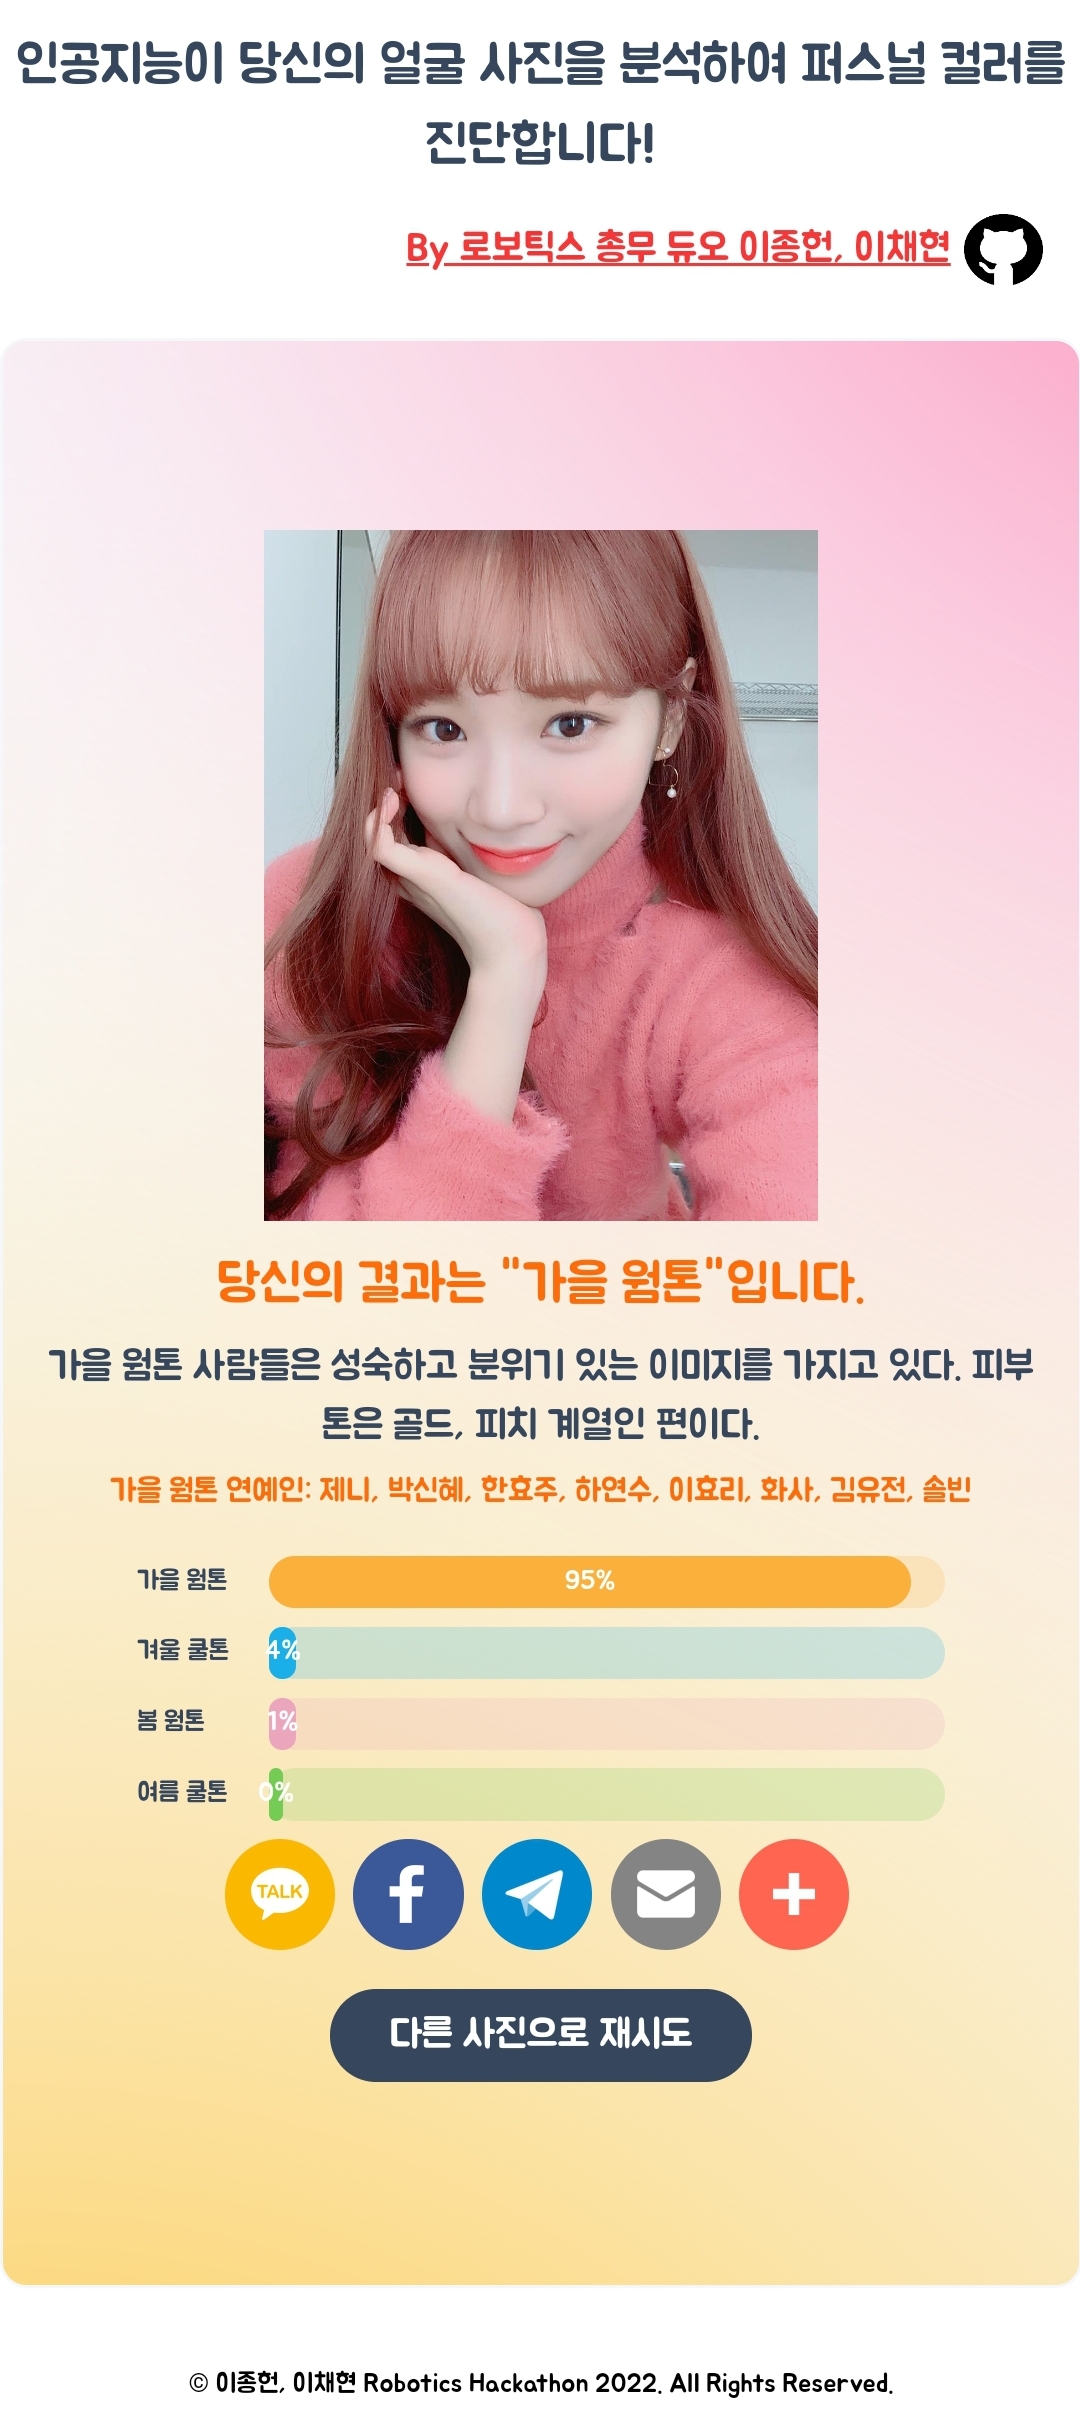 인공지능이 당신의 얼굴 사진을 분석하여 퍼스널 컬러를
진단합니다!
By 로보틱스 총무 듀오 이종헌, 이채현
당신의 결과는 "가을 웜톤"입니다.
가을 웜톤 사람들은 성숙하고 분위기 있는 이미지를 가지고 있다. 피부
톤은 골드, 피치 계열인 편이다.
가을 웜톤 연예인: 제니, 박신혜, 한효주, 하연수, 이효리, 화사, 김유전, 솔빈
가을 웜톤 95%
겨울 쿨톤 4%
봄 웜톤 1%
여름 쿨톤 0%
TALK
다른 사진으로 재시도
© 이종헌, 이채현 Robotics Hackathon 2022. All Rights Reserved.